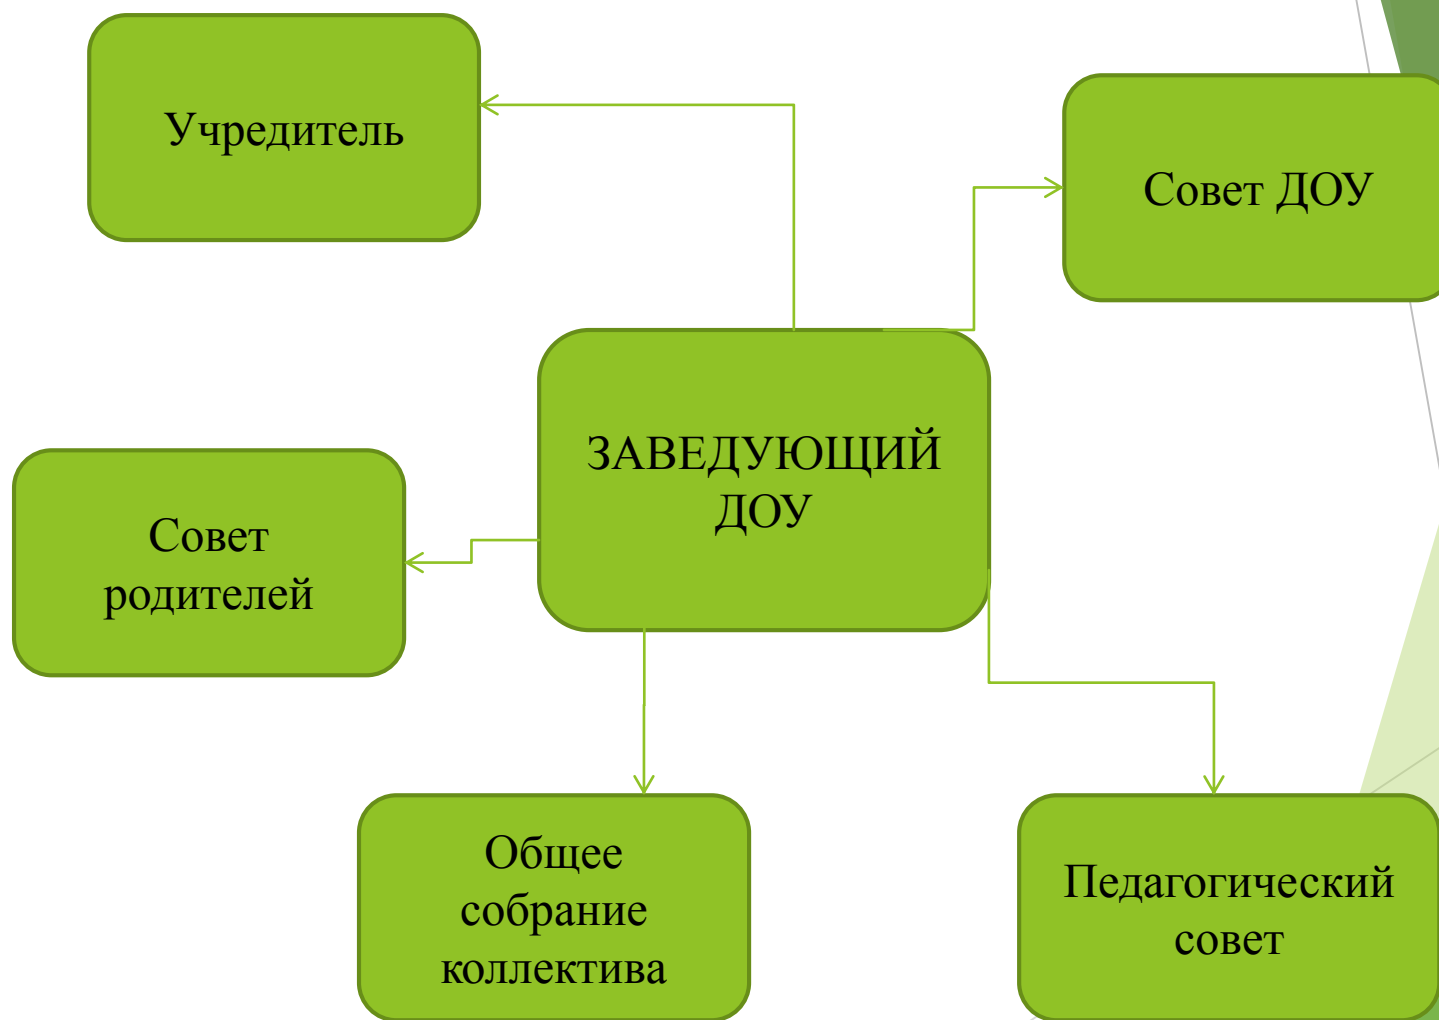 Учредитель
Совет ДОУ
ЗАВЕДУЮЩИЙ
ДОУ
Совет
родителей
Общее
собрание
коллектива
Педагогический
совет